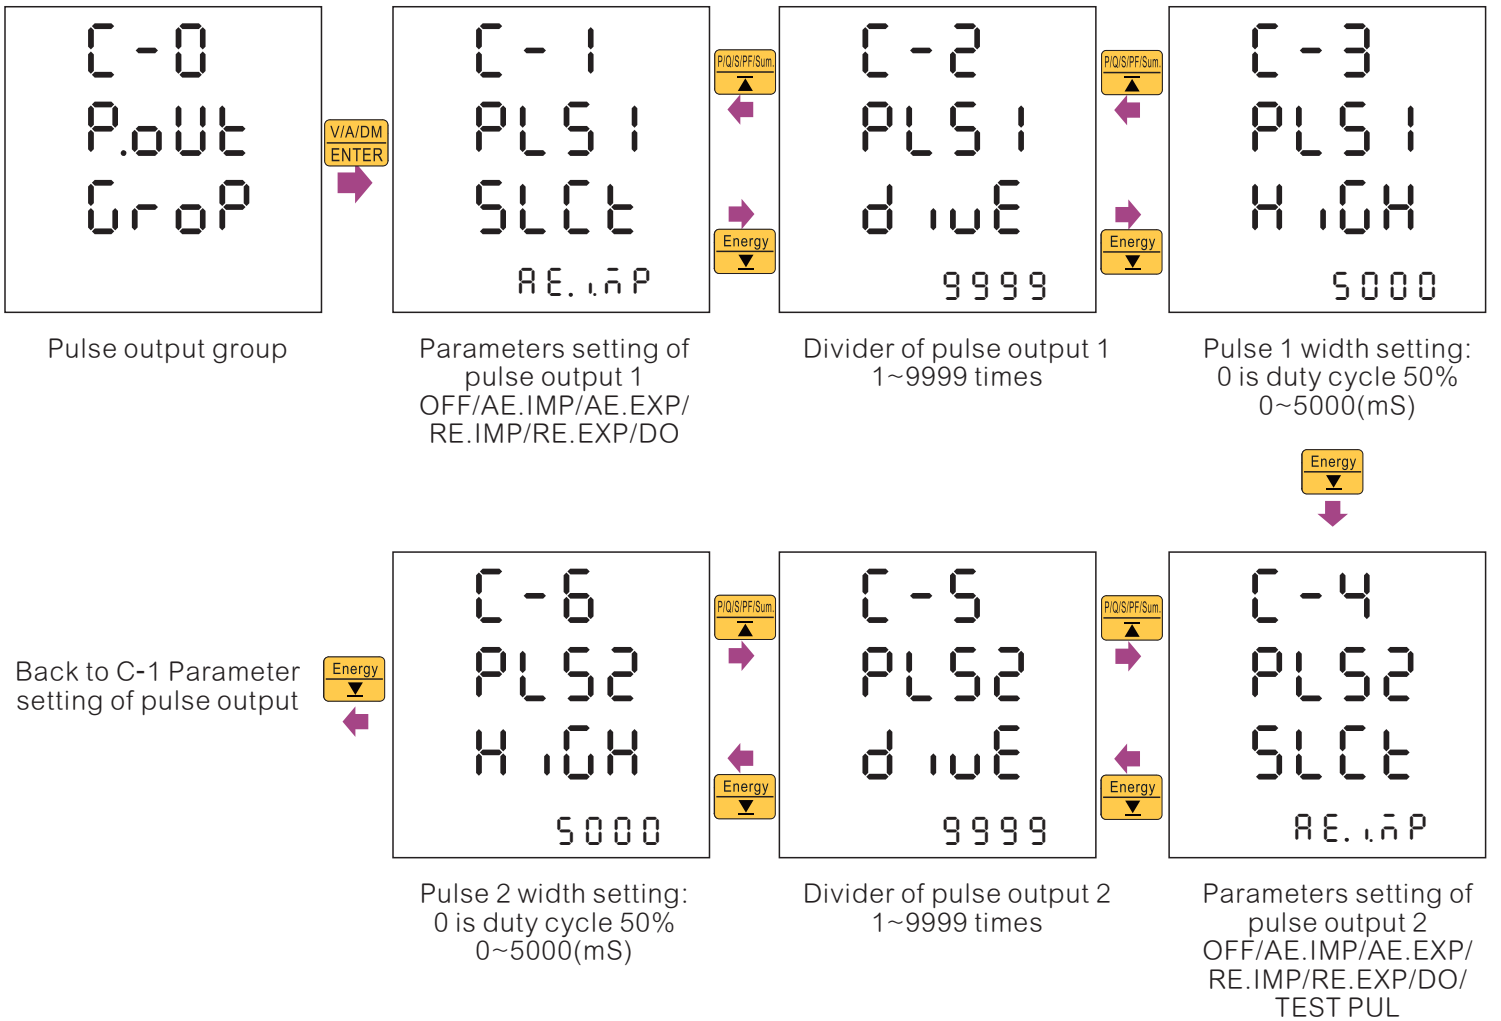 C-0
P.oUt
GroP
Pulse output group
V/A/DM
ENTER
C-1
PLS1
SLCt
AE.imP
Parameters setting of
pulse output 1
OFF/AE.IMP/AE.EXP/
RE.IMP/RE.EXP/DO
P/Q/S/PF/Sum.
Energy
C-2
PLS1
divE
9999
Divider of pulse output 1
1~9999 times
P/Q/S/PF/Sum.
Energy
C-3
PLS1
HiGH
5000
Pulse 1 width setting:
0 is duty cycle 50%
0~5000(mS)
Energy
C-4
PLS2
SLCt
AE.imP
Parameters setting of
pulse output 2
OFF/AE.IMP/AE.EXP/
RE.IMP/RE.EXP/DO/
TEST PUL
P/Q/S/PF/Sum.
Energy
C-5
PLS2
divE
9999
Divider of pulse output 2
1~9999 times
P/Q/S/PF/Sum.
Energy
C-6
PLS2
HiGH
5000
Pulse 2 width setting:
0 is duty cycle 50%
0~5000(mS)
Energy
Back to C-1 Parameter
setting of pulse output